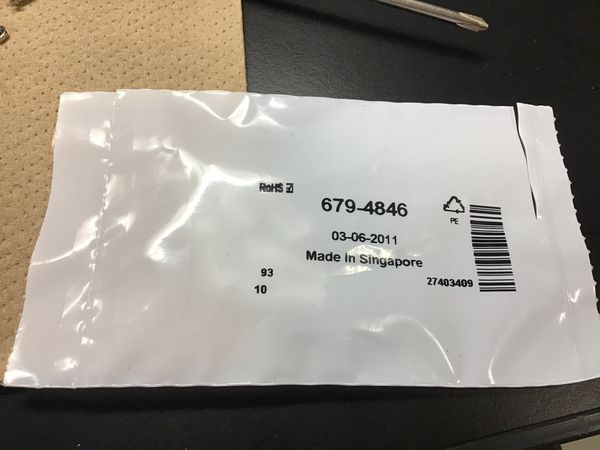 RoHS ☑
679-4846
PE
03-06-2011
Made in Singapore
93
27403409
10